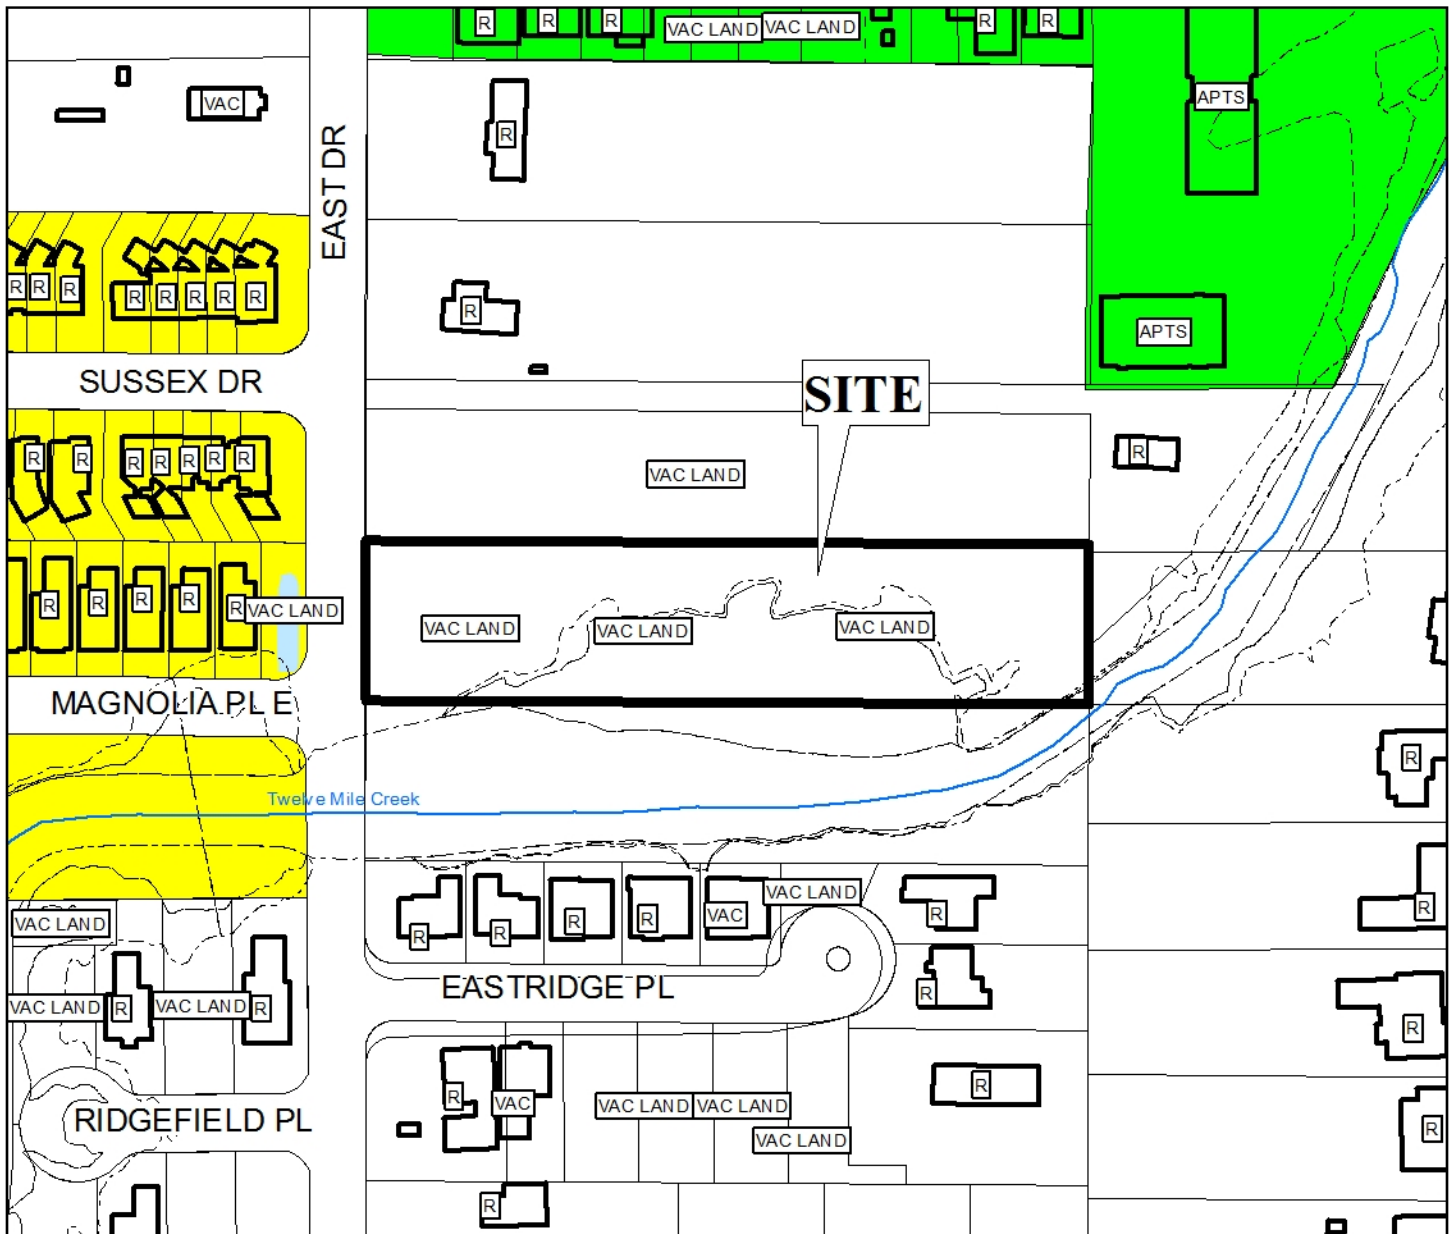 R
R
R
VAC LAND
VAC LAND
R
R
VAC
EAST DR
R
APTS
R
R
R
R
R
R
R
R
R
APTS
SUSSEX DR
SITE
R
R
R
R
R
R
R
VAC LAND
R
R
R
R
R
R
VAC LAND
VAC LAND
VAC LAND
VAC LAND
MAGNOLIA PL E
R
Twelve Mile Creek
VAC LAND
R
R
R
R
VAC
VAC LAND
R
R
VAC LAND
R
VAC LAND
R
EASTRIDGE PL
R
R
R
VAC
VAC LAND
VAC LAND
R
RIDGEFIELD PL
VAC LAND
R
R